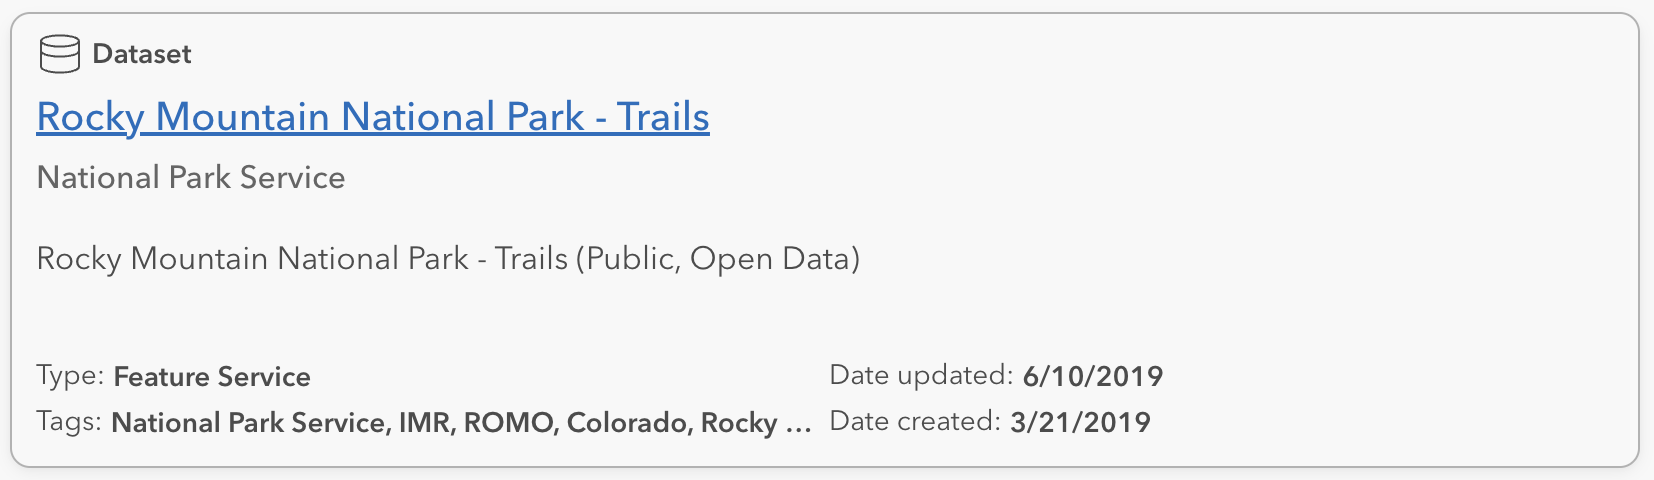 Dataset
Rocky Mountain National Park - Trails
National Park Service
Rocky Mountain National Park - Trails (Public, Open Data)
Type: Feature Service
Date updated: 6/10/2019
Tags: National Park Service, IMR, ROMO, Colorado, Rocky ...
Date created: 3/21/2019